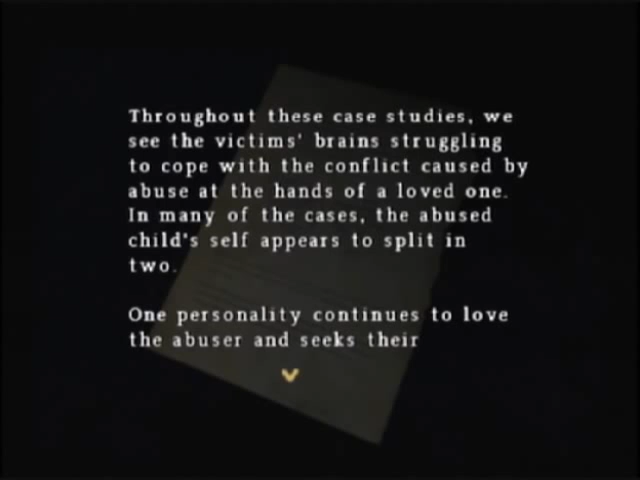 Throughout these case studies, we
see the victims' brains struggling
to cope with the conflict caused by
abuse at the hands of a loved one.
In many of the cases, the abused
child's self appears to split in
two.
One personality continues to love
the abuser and seeks their